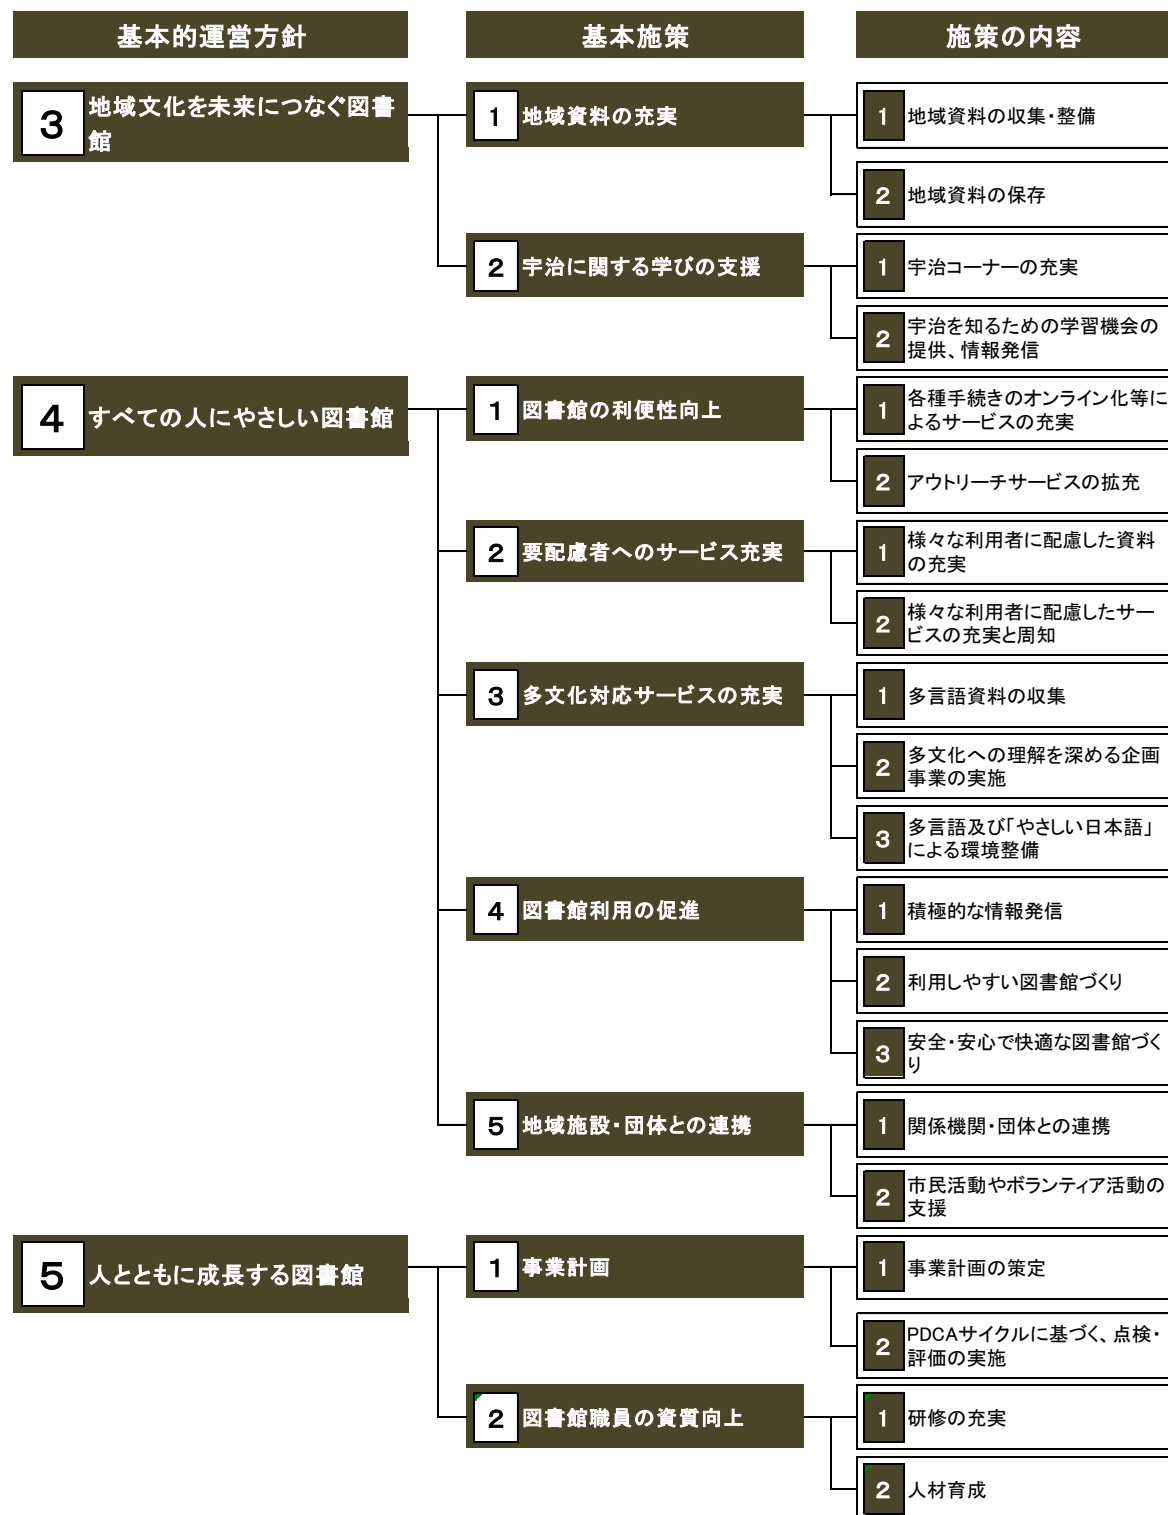 基本的運営方針
基本施策
施策の内容
3
地域文化を未来につなぐ図書
館
1
地域資料の充実
1
地域資料の収集・整備
2
地域資料の保存
2
宇治に関する学びの支援
1
宇治コーナーの充実
2
宇治を知るための学習機会の
提供、情報発信
4
すべての人にやさしい図書館
1
図書館の利便性向上
1
各種手続きのオンライン化等に
よるサービスの充実
2
アウトリーチサービスの拡充
2
要配慮者へのサービス充実
1
様々な利用者に配慮した資料
の充実
2
様々な利用者に配慮したサー
ビスの充実と周知
3
多文化対応サービスの充実
1
多言語資料の収集
2
多文化への理解を深める企画
事業の実施
3
多言語及び「やさしい日本語」
による環境整備
4
図書館利用の促進
1
積極的な情報発信
2
利用しやすい図書館づくり
3
安全・安心で快適な図書館づく
り
5
地域施設・団体との連携
1
関係機関・団体との連携
2
市民活動やボランティア活動の
支援
5
人とともに成長する図書館
1
事業計画
1
事業計画の策定
2
PDCAサイクルに基づく、点検・
評価の実施
2
図書館職員の資質向上
1
研修の充実
2
人材育成